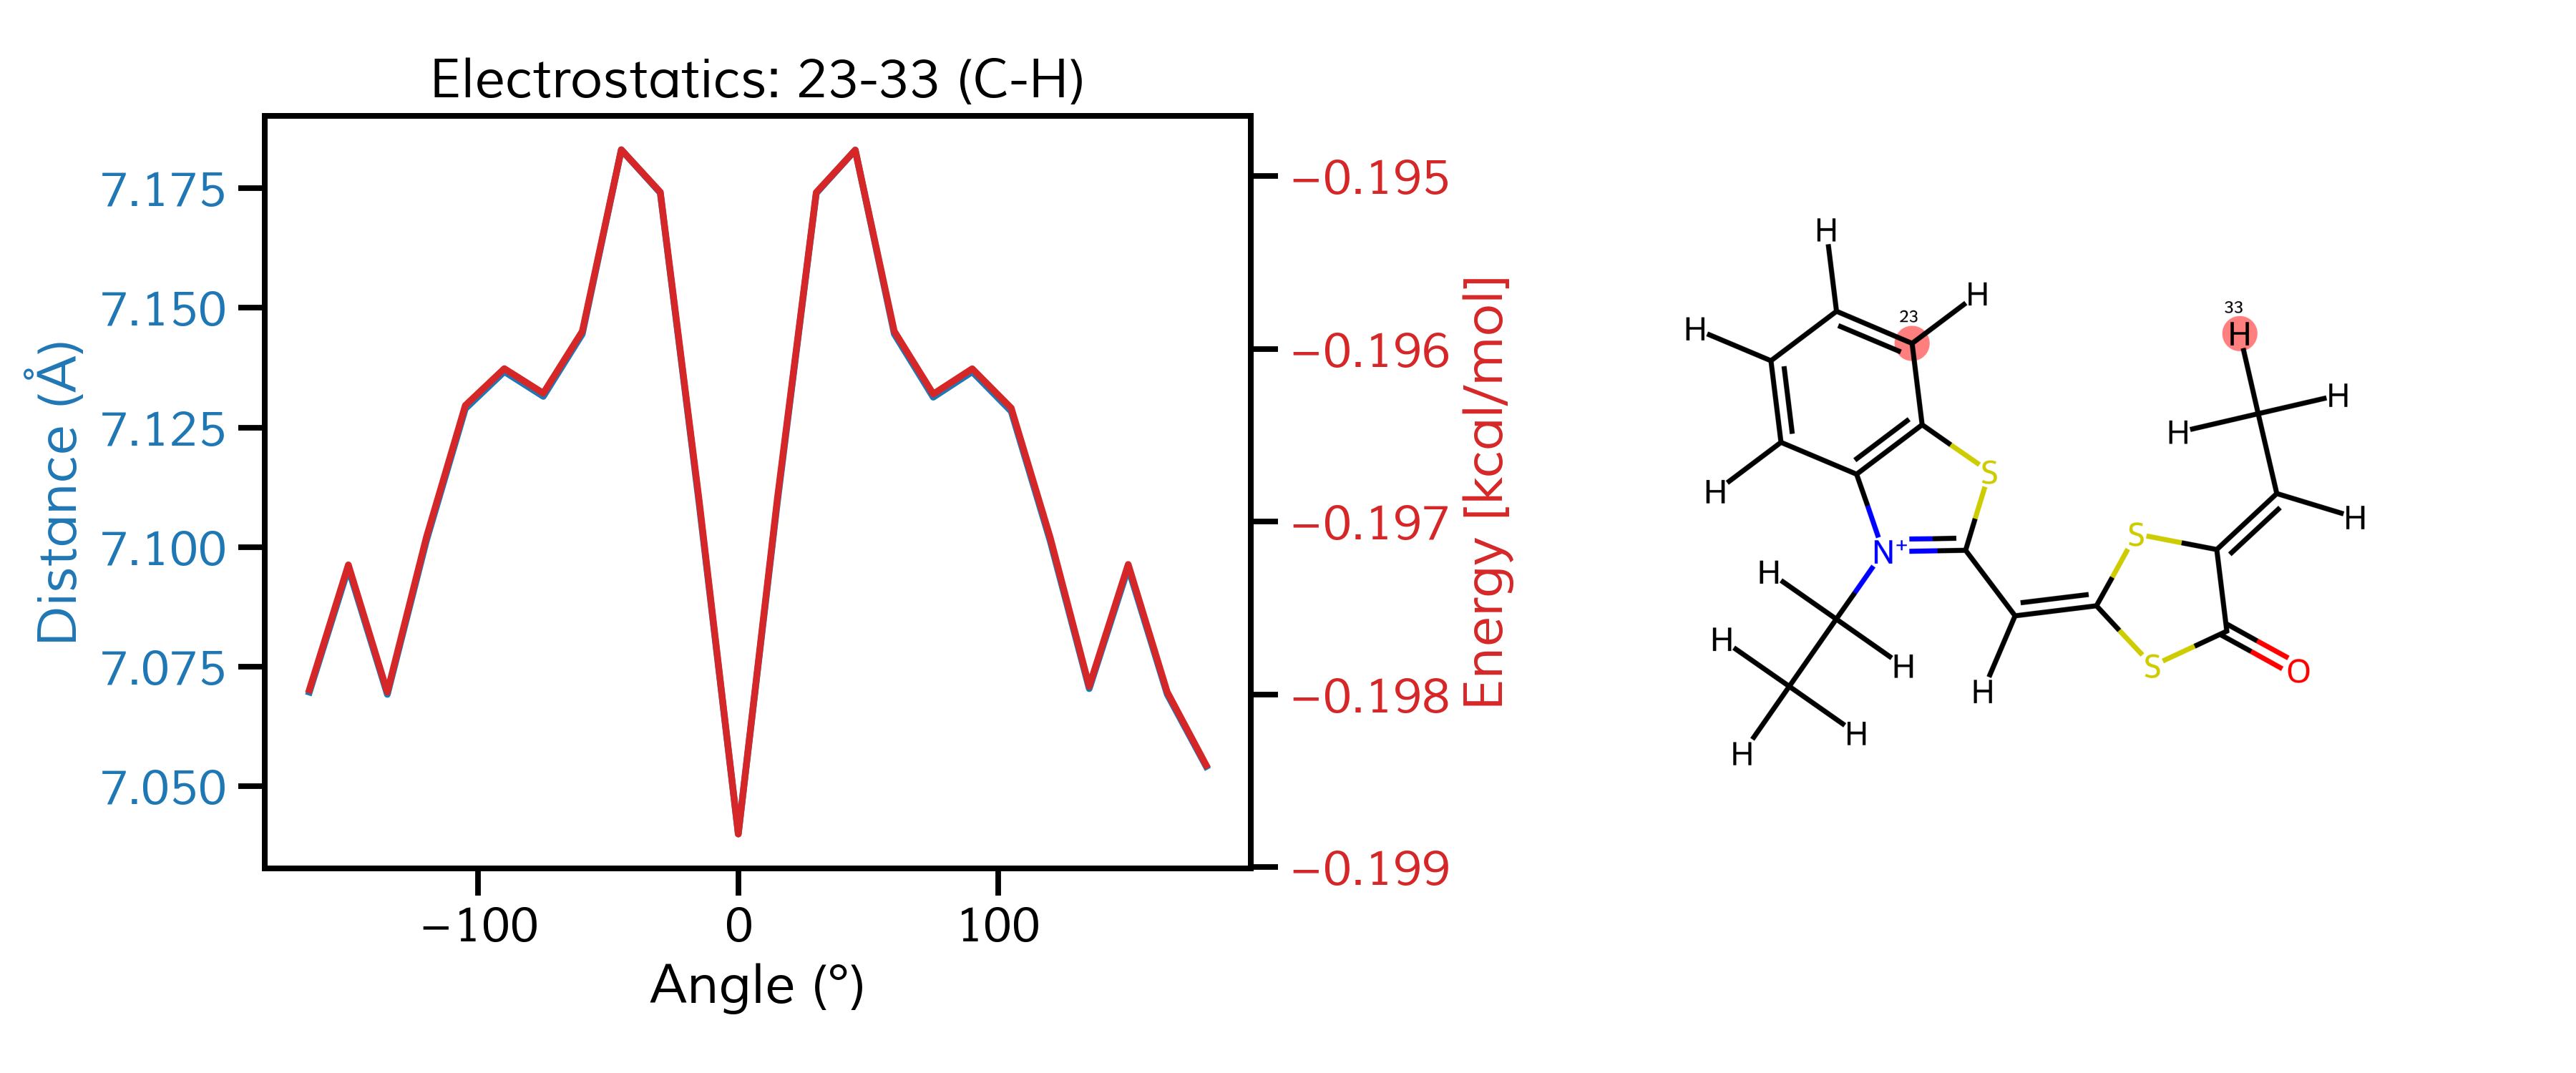 Electrostatics: 23-33 (C-H)
Distance (Å)
7.175
7.150
7.125
7.100
7.075
7.050
−100
0
100
Angle (°)
−0.195
−0.196
−0.197
−0.198
−0.199
Energy [kcal/mol]
H
H
23
33
H
H
H
H
H
S
H
S
H
N+
H
H
H
S
O
H
H
H